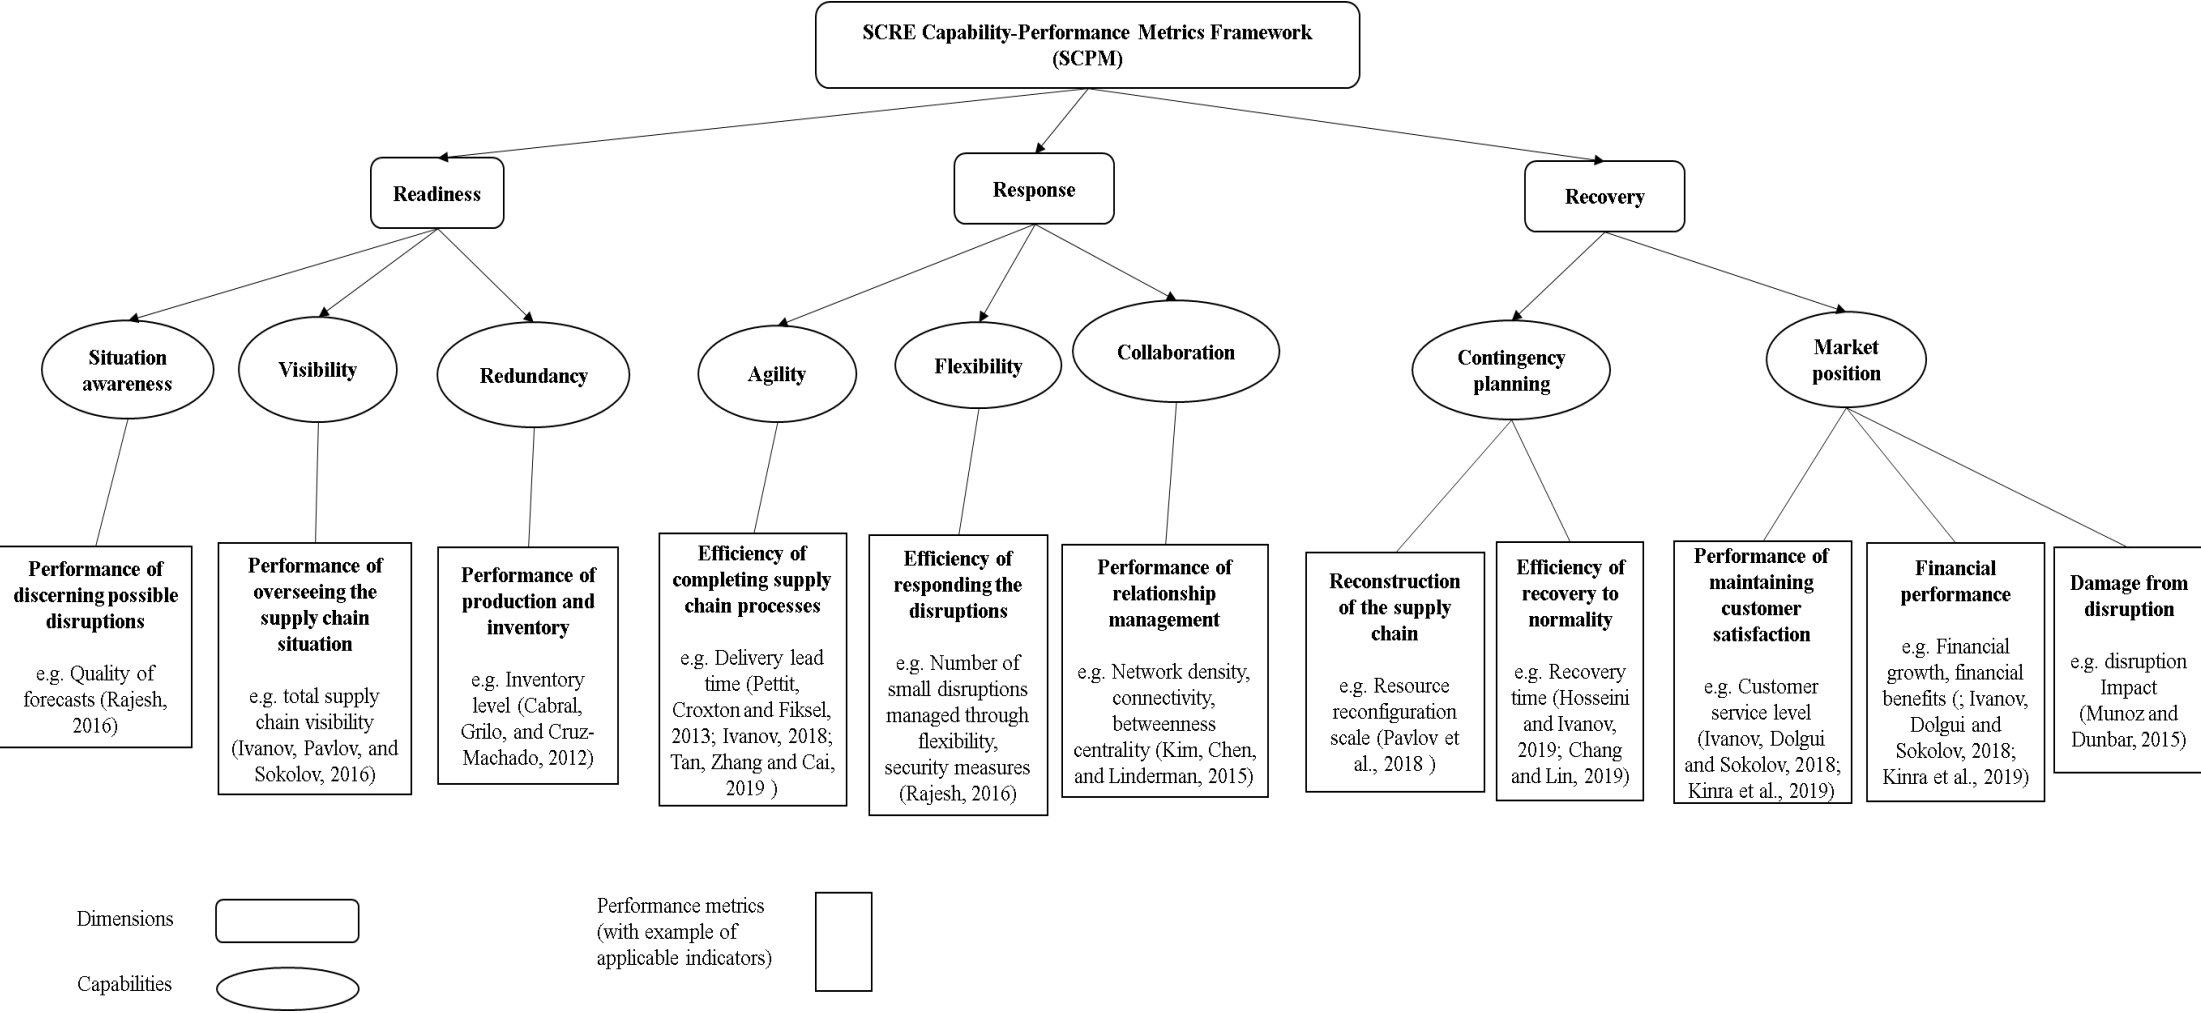 SCRE Capability-Performance Metrics Framework
(SCPM)
Readiness
Response
Recovery
Situation
awareness
Visibility
Redundancy
Agility
Flexibility
Collaboration
Contingency
planning
Market
position
Performance of
discerning possible
disruptions
e.g. Quality of
forecasts (Rajesh,
2016)
Performance of
overseeing the
supply chain
situation
e.g. total supply
chain visibility
(Ivanov, Pavlov, and
Sokolov, 2016)
Performance of
production and
inventory
e.g. Inventory
level (Cabral,
Grilo, and Cruz-
Machado, 2012)
Efficiency of
completing supply
chain processes
e.g. Delivery lead
time (Pettit,
Croxton and Fiksel,
2013; Ivanov, 2018;
Tan, Zhang and Cai,
2019 )
Efficiency of
responding the
disruptions
e.g. Number of
small disruptions
managed through
flexibility,
security measures
(Rajesh, 2016)
Performance of
relationship
management
e.g. Network density,
connectivity,
betweenness
centrality (Kim, Chen,
and Linderman, 2015)
Reconstruction
of the supply
chain
e.g. Resource
reconfiguration
scale (Pavlov et
al., 2018 )
Efficiency of
recovery to
normality
e.g. Recovery
time (Hosseini
and Ivanov,
2019; Chang
and Lin, 2019)
Performance of
maintaining
customer
satisfaction
e.g. Customer
service level
(Ivanov, Dolgui
and Sokolov, 2018;
Kinra et al., 2019)
Financial
performance
e.g. Financial
growth, financial
benefits (; Ivanov,
Dolgui and
Sokolov, 2018;
Kinra et al., 2019)
Damage from
disruption
e.g. disruption
Impact
(Munoz and
Dunbar, 2015)
Dimensions
Capabilities
Performance metrics
(with example of
applicable indicators)